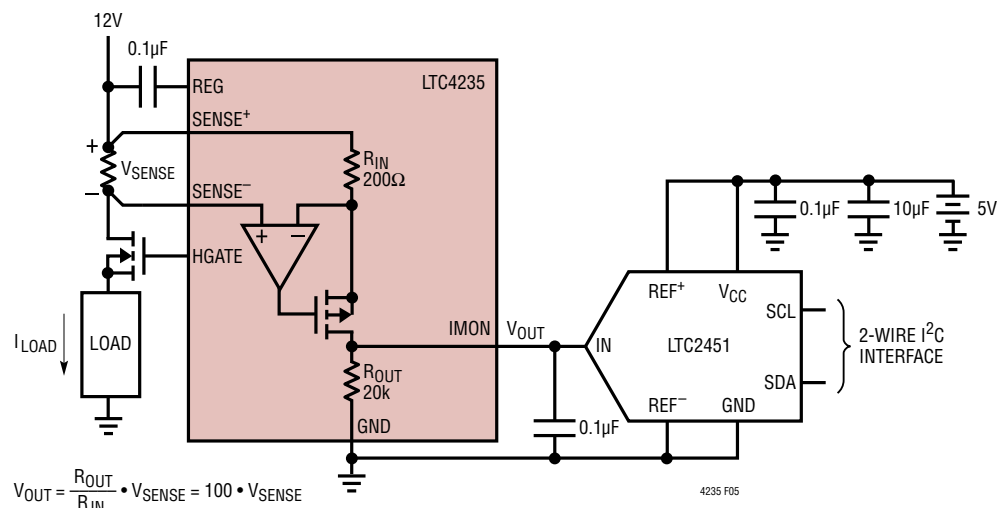 12V
0.1µF
REG
LTC4235
SENSE+
+
VSENSE
–
RIN
200Ω
SENSE–
+
–
HGATE
ILOAD
LOAD
IMON
VOUT
ROUT
20k
GND
0.1µF
10µF
5V
REF+
VCC
SCL
IN
LTC2451
2-WIRE I²C
INTERFACE
SDA
REF–
GND
0.1µF
VOUT = ROUT/RIN • VSENSE = 100 • VSENSE
4235 F05